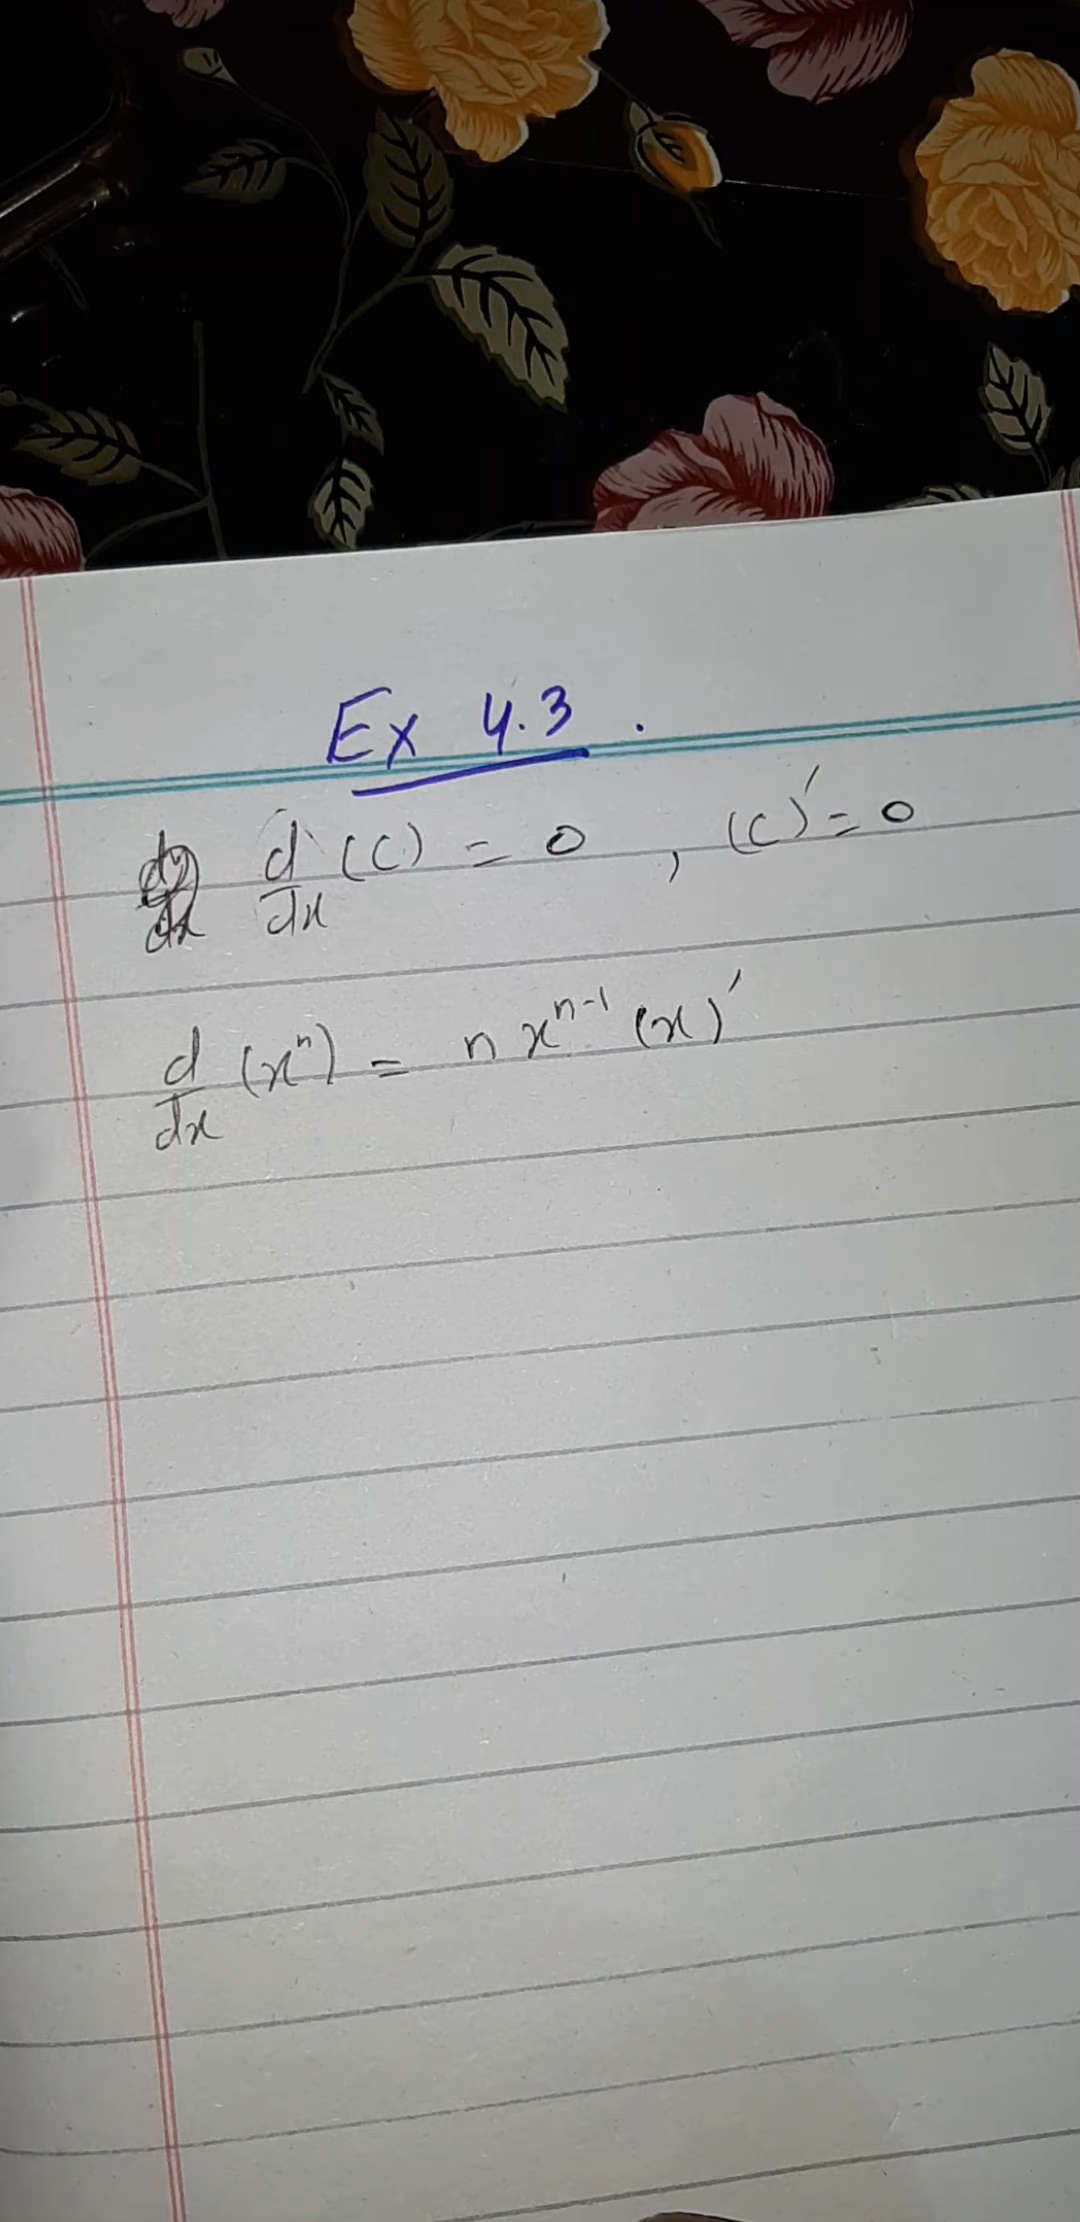 Ex 4.3 .
d/dx (c) = 0 , (c)' = 0
d/dx (xⁿ) = n xⁿ⁻¹ (x)'